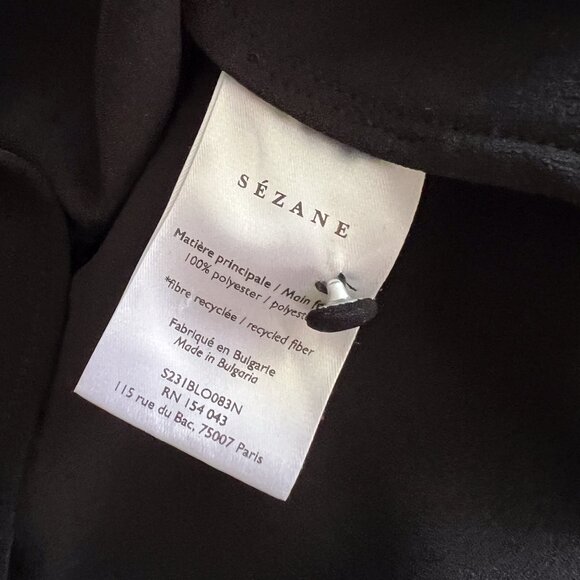 SÉZANE
Matière principale / Main
100% polyester /
*fibre recyclée / recycled fiber
Fabriqué en Bulgarie
Made in Bulgaria
S231BLO083N
RN 154 043
115 rue du Bac, 75007 Paris